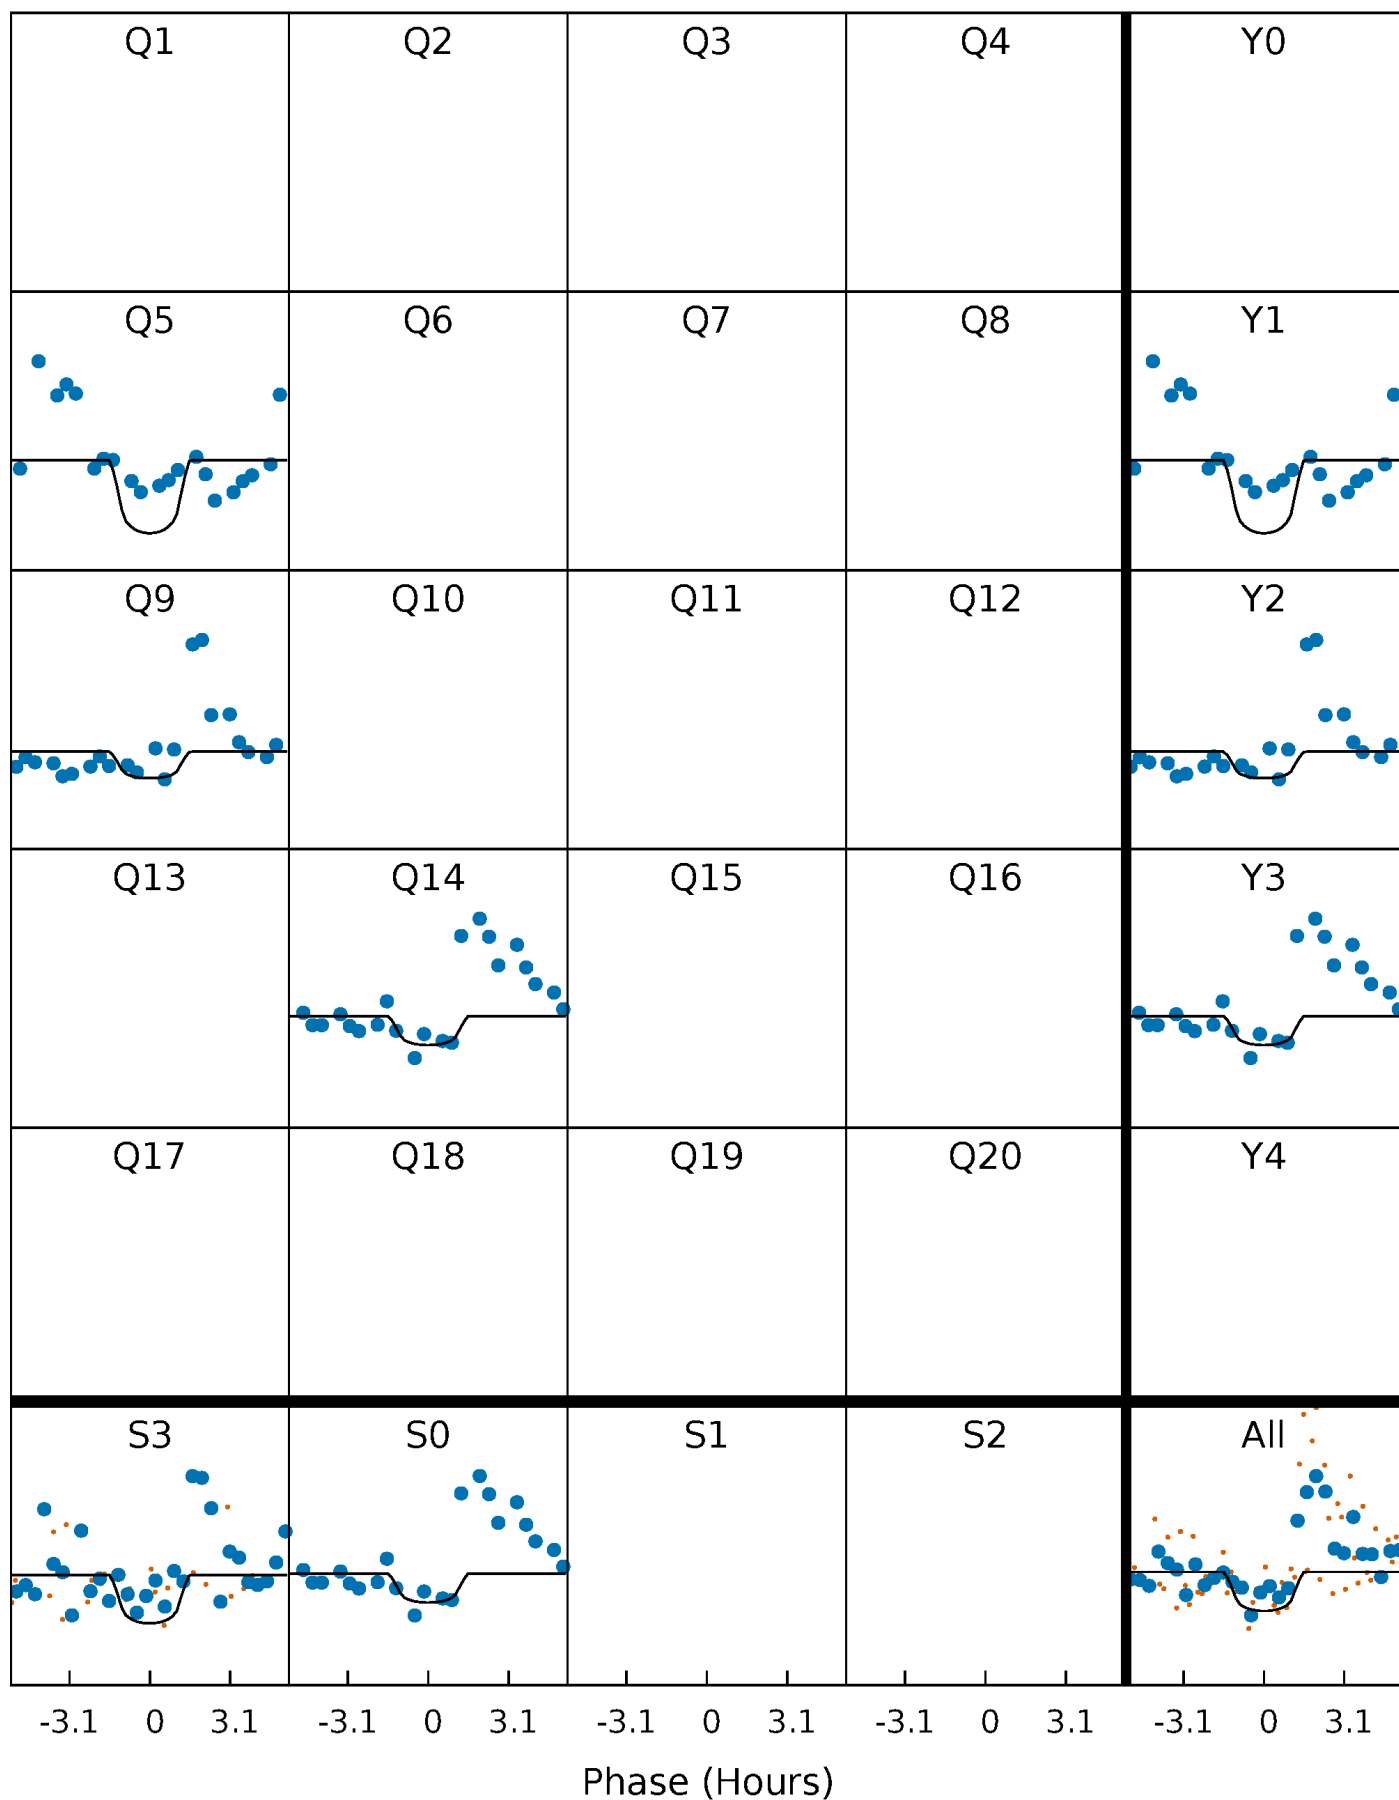 Q1 Q2 Q3 Q4 Y0
Q5 Q6 Q7 Q8 Y1
Q9 Q10 Q11 Q12 Y2
Q13 Q14 Q15 Q16 Y3
Q17 Q18 Q19 Q20 Y4
S3 S0 S1 S2 All
-3.1 0 3.1 -3.1 0 3.1 -3.1 0 3.1 -3.1 0 3.1 -3.1 0 3.1
Phase (Hours)